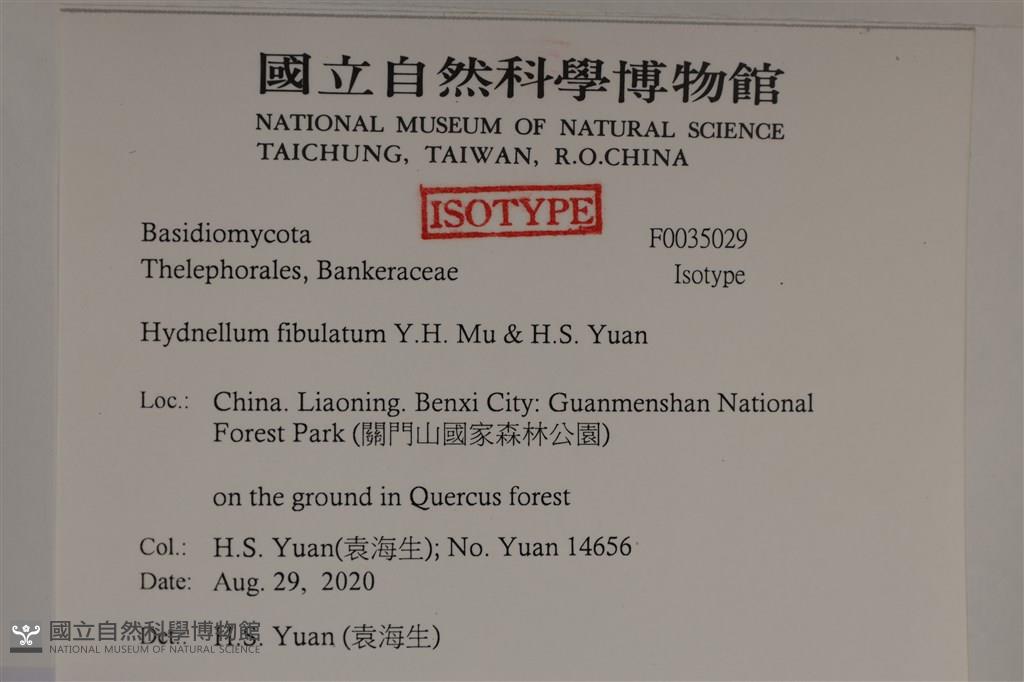 國立自然科學博物館
NATIONAL MUSEUM OF NATURAL SCIENCE
TAICHUNG, TAIWAN, R.O.CHINA
ISOTYPE
Basidiomycota F0035029
Thelephorales, Bankeraceae Isotype
Hydnellum fibulatum Y.H. Mu & H.S. Yuan
Loc.: China. Liaoning. Benxi City: Guanmenshan National
Forest Park (關門山國家森林公園)
on the ground in Quercus forest
Col.: H.S. Yuan(袁海生); No. Yuan 14656
Date: Aug. 29, 2020
Det.: H.S. Yuan (袁海生)
國立自然科學博物館
NATIONAL MUSEUM OF NATURAL SCIENCE